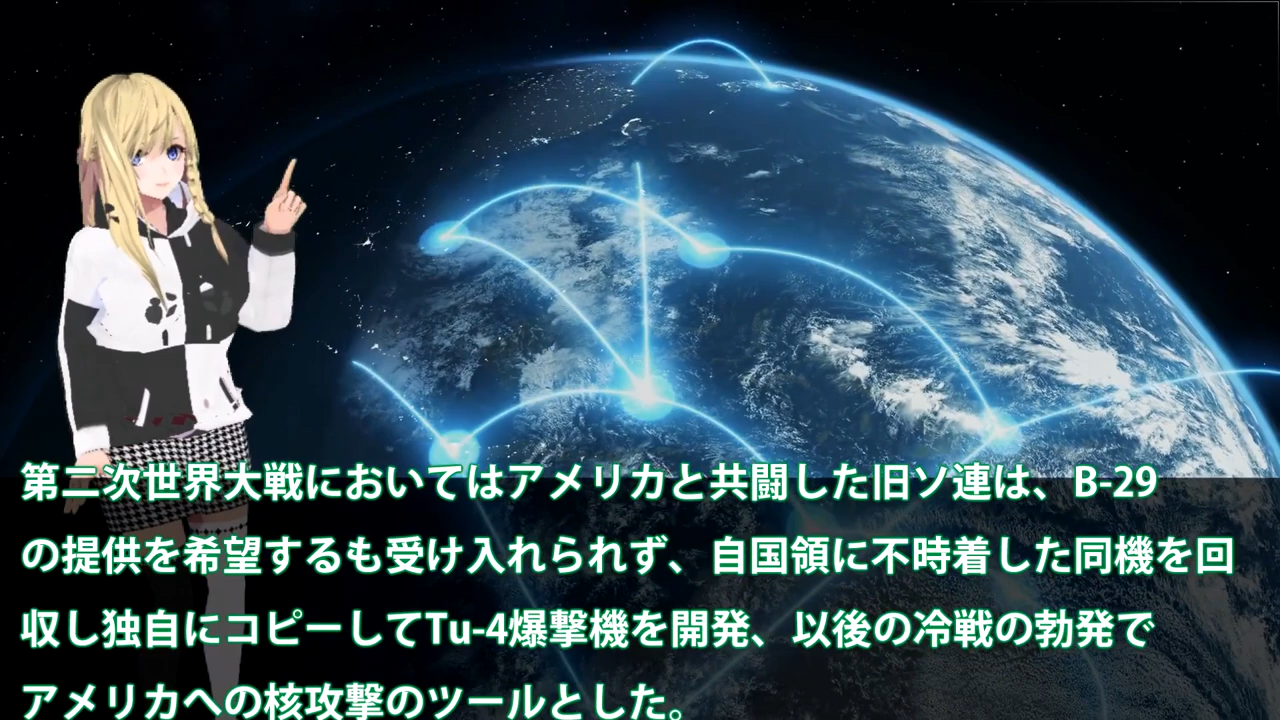 第二次世界大戦においてはアメリカと共闘した旧ソ連は、B-29
の提供を希望するも受け入れられず、自国領に不時着した同機を回
収し独自にコピーしてTu-4爆撃機を開発、以後の冷戦の勃発で
アメリカへの核攻撃のツールとした。